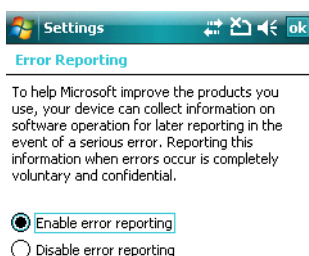 Settings
ok
Error Reporting
To help Microsoft improve the products you
use, your device can collect information on
software operation for later reporting in the
event of a serious error. Reporting this
information when errors occur is completely
voluntary and confidential.
Enable error reporting
Disable error reporting